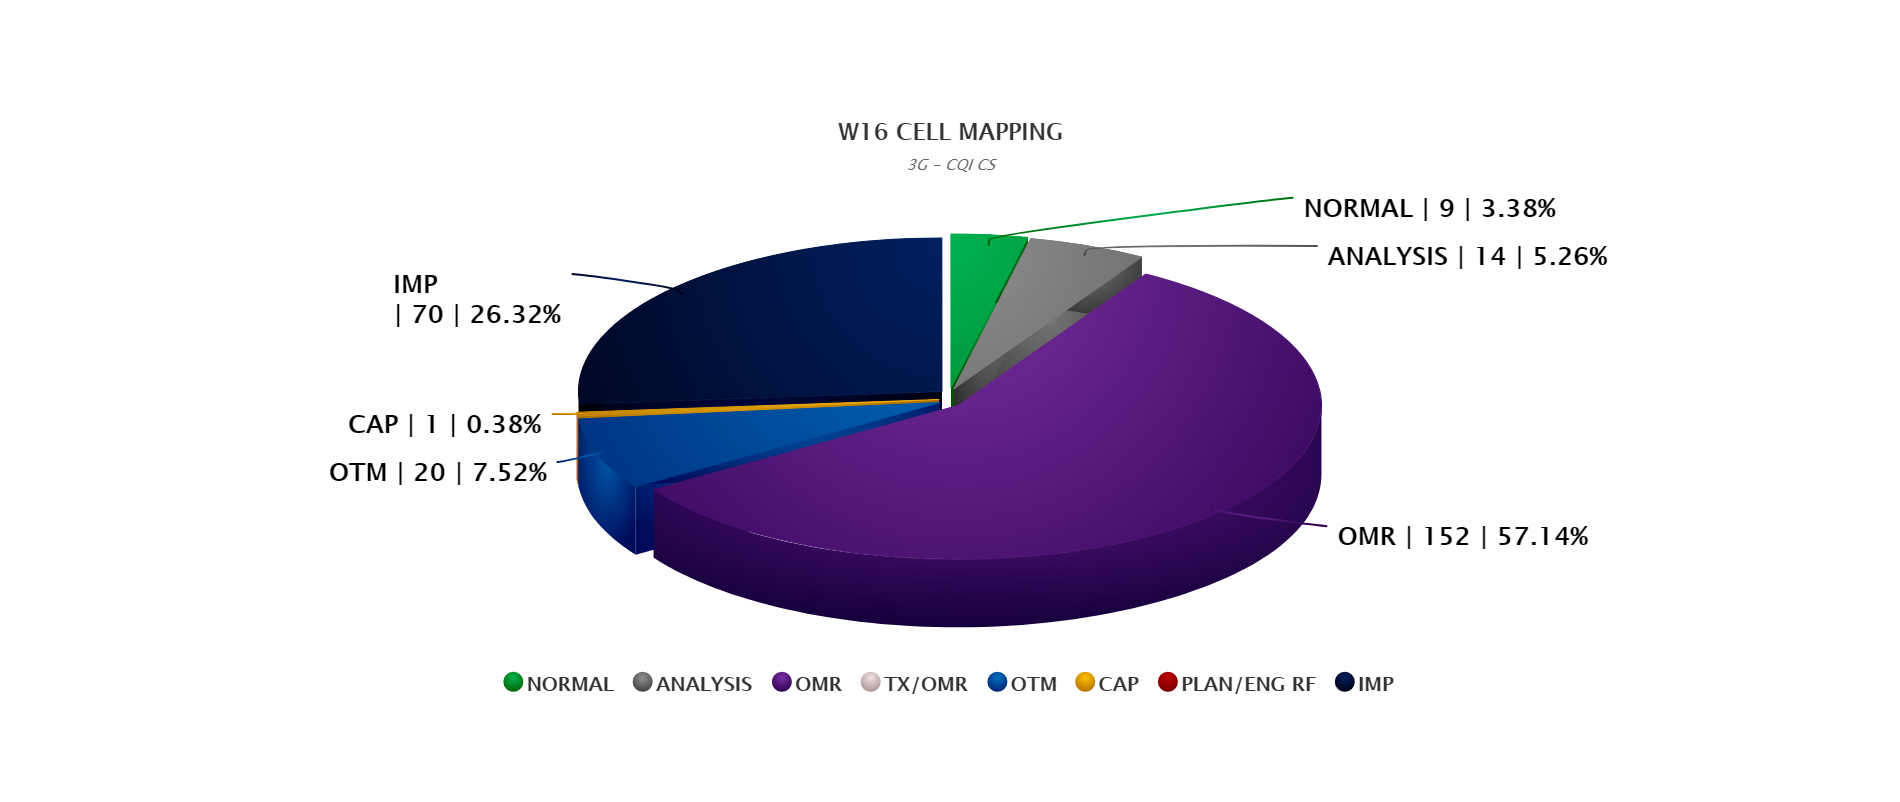 W16 CELL MAPPING
3G - CQI CS
NORMAL | 9 | 3.38%
ANALYSIS | 14 | 5.26%
IMP
| 70 | 26.32%
CAP | 1 | 0.38%
OTM | 20 | 7.52%
OMR | 152 | 57.14%
NORMAL ANALYSIS OMR TX/OMR OTM CAP PLAN/ENG RF IMP